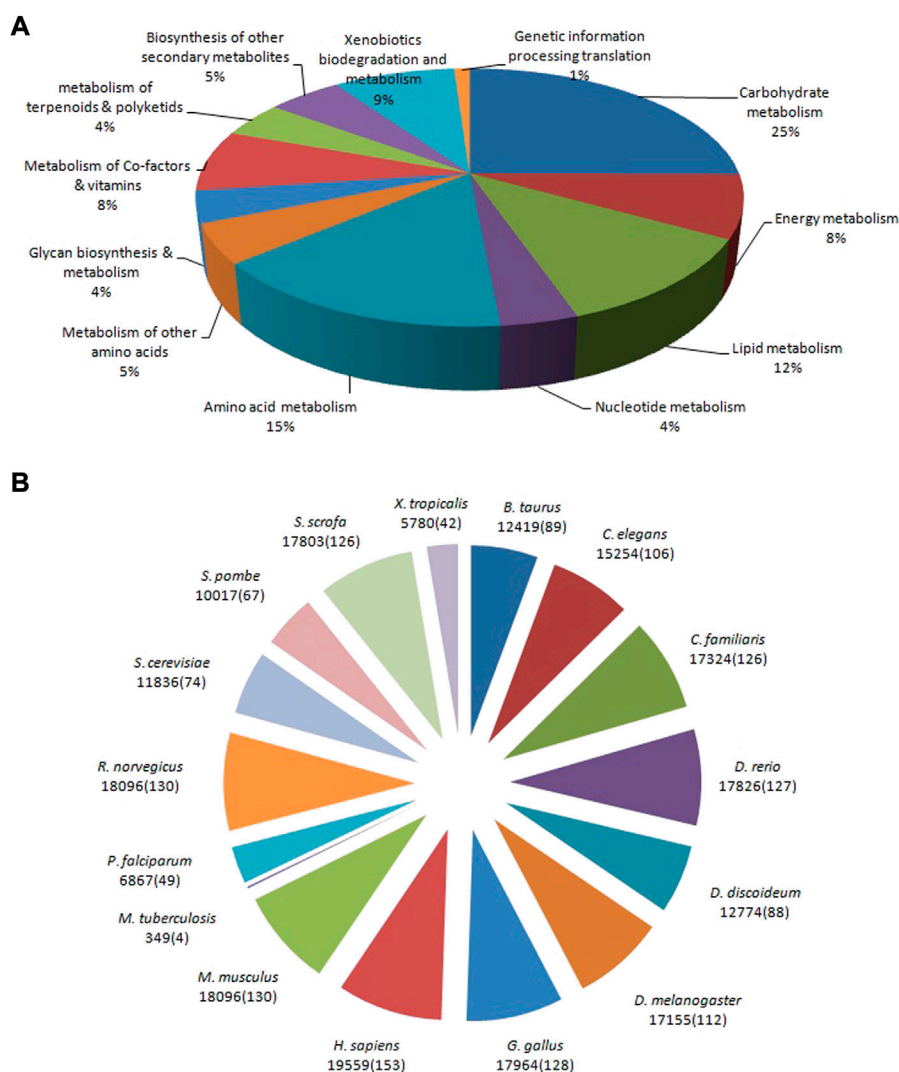 A
Biosynthesis of other
secondary metabolites
5%
Xenobiotics
biodegradation and
metabolism
9%
Genetic information
processing translation
1%
Carbohydrate
metabolism
25%
metabolism of
terpenoids & polyketids
4%
Metabolism of Co-factors
& vitamins
8%
Energy metabolism
8%
Glycan biosynthesis &
metabolism
4%
Metabolism of other
amino acids
5%
Lipid metabolism
12%
Amino acid metabolism
15%
Nucleotide metabolism
4%
B
X. tropicalis
5780(42)
B. taurus
12419(89)
S. scrofa
17803(126)
C. elegans
15254(106)
S. pombe
10017(67)
C. familiaris
17324(126)
S. cerevisiae
11836(74)
R. norvegicus
18096(130)
D. rerio
17826(127)
P. falciparum
6867(49)
D. discoideum
12774(88)
M. tuberculosis
349(4)
M. musculus
18096(130)
D. melanogaster
17155(112)
H. sapiens
19559(153)
G. gallus
17964(128)